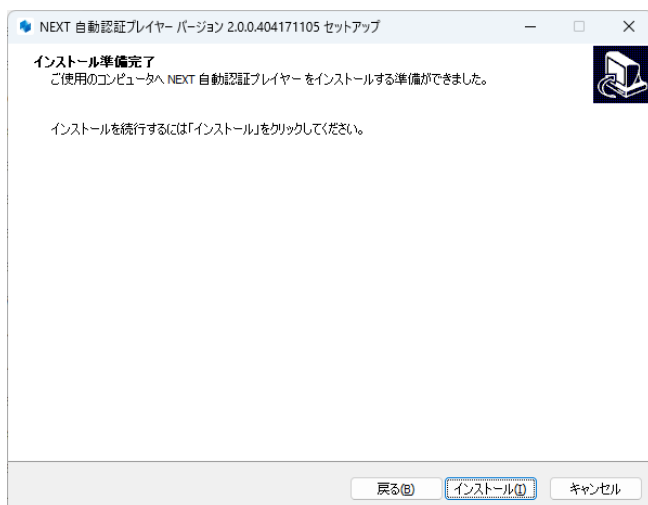 NEXT 自動認証プレイヤー バージョン 2.0.0.404171105 セットアップ
インストール準備完了
ご使用のコンピュータへ NEXT 自動認証プレイヤー をインストールする準備ができました。
インストールを続行するには「インストール」をクリックしてください。
戻る(B) インストール(I) キャンセル